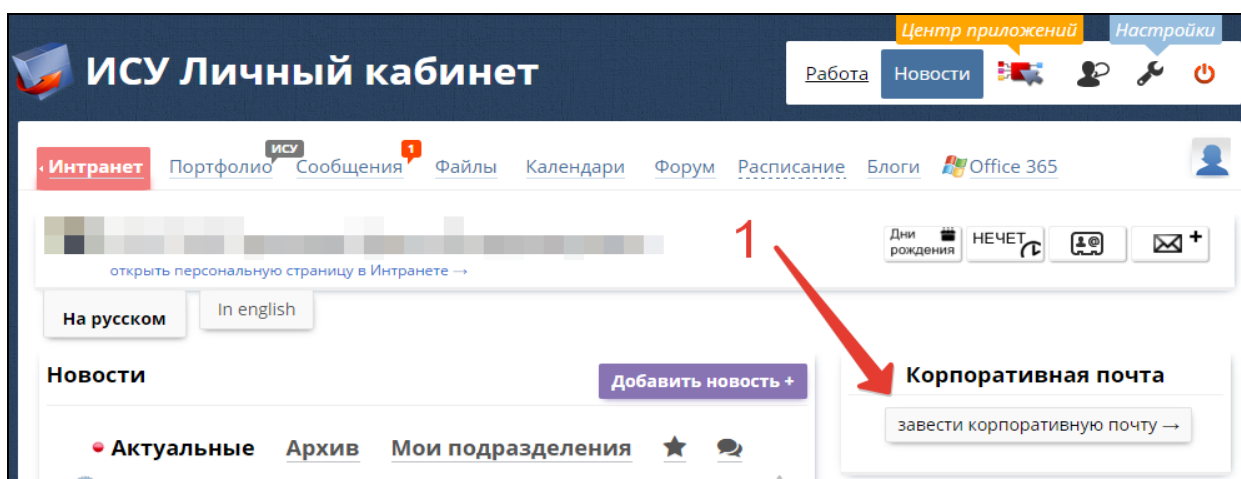 Центр приложений
Настройки
ИСУ Личный кабинет
Работа
Новости
Интранет
Портфолио
ИСУ
Сообщения
1
Файлы
Календари
Форум
Расписание
Блоги
Office 365
1
Дни рождения
НЕЧЕТ
+
открыть персональную страницу в Интранете →
На русском
In english
Новости
Добавить новость +
Корпоративная почта
завести корпоративную почту →
Актуальные
Архив
Мои подразделения